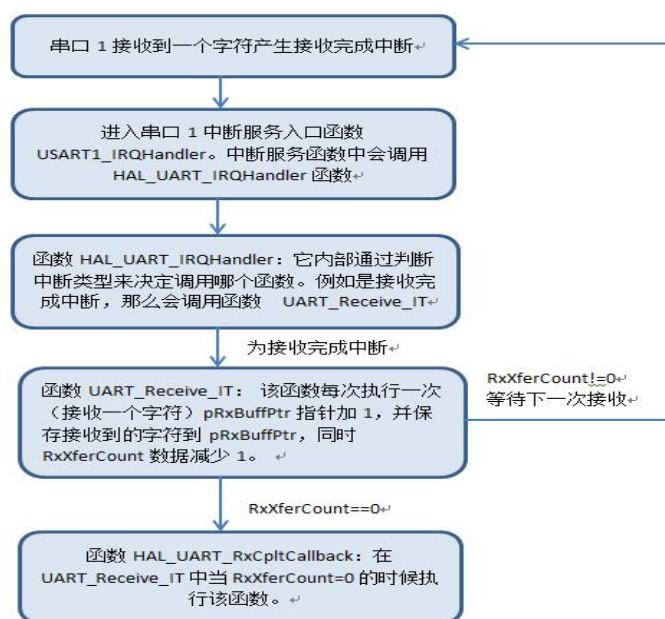 串口 1 接收到一个字符产生接收完成中断
进入串口 1 中断服务入口函数
USART1_IRQHandler。中断服务函数中会调用
HAL_UART_IRQHandler 函数
函数 HAL_UART_IRQHandler：它内部通过判断
中断类型来决定调用哪个函数。例如是接收完
成中断，那么会调用函数 UART_Receive_IT
为接收完成中断
函数 UART_Receive_IT： 该函数每次执行一次
（接收一个字符）pRxBuffPtr 指针加 1，并保
存接收到的字符到 pRxBuffPtr，同时
RxXferCount 数据减少 1。
RxXferCount!=0
等待下一次接收
RxXferCount==0
函数 HAL_UART_RxCpltCallback：在
UART_Receive_IT 中当 RxXferCount=0 的时候执
行该函数。